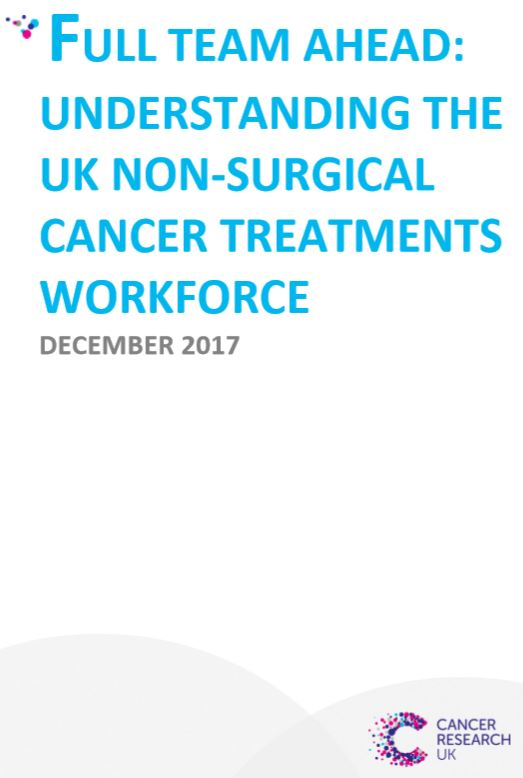 FULL TEAM AHEAD:
UNDERSTANDING THE
UK NON-SURGICAL
CANCER TREATMENTS
WORKFORCE
DECEMBER 2017
CANCER
RESEARCH
UK